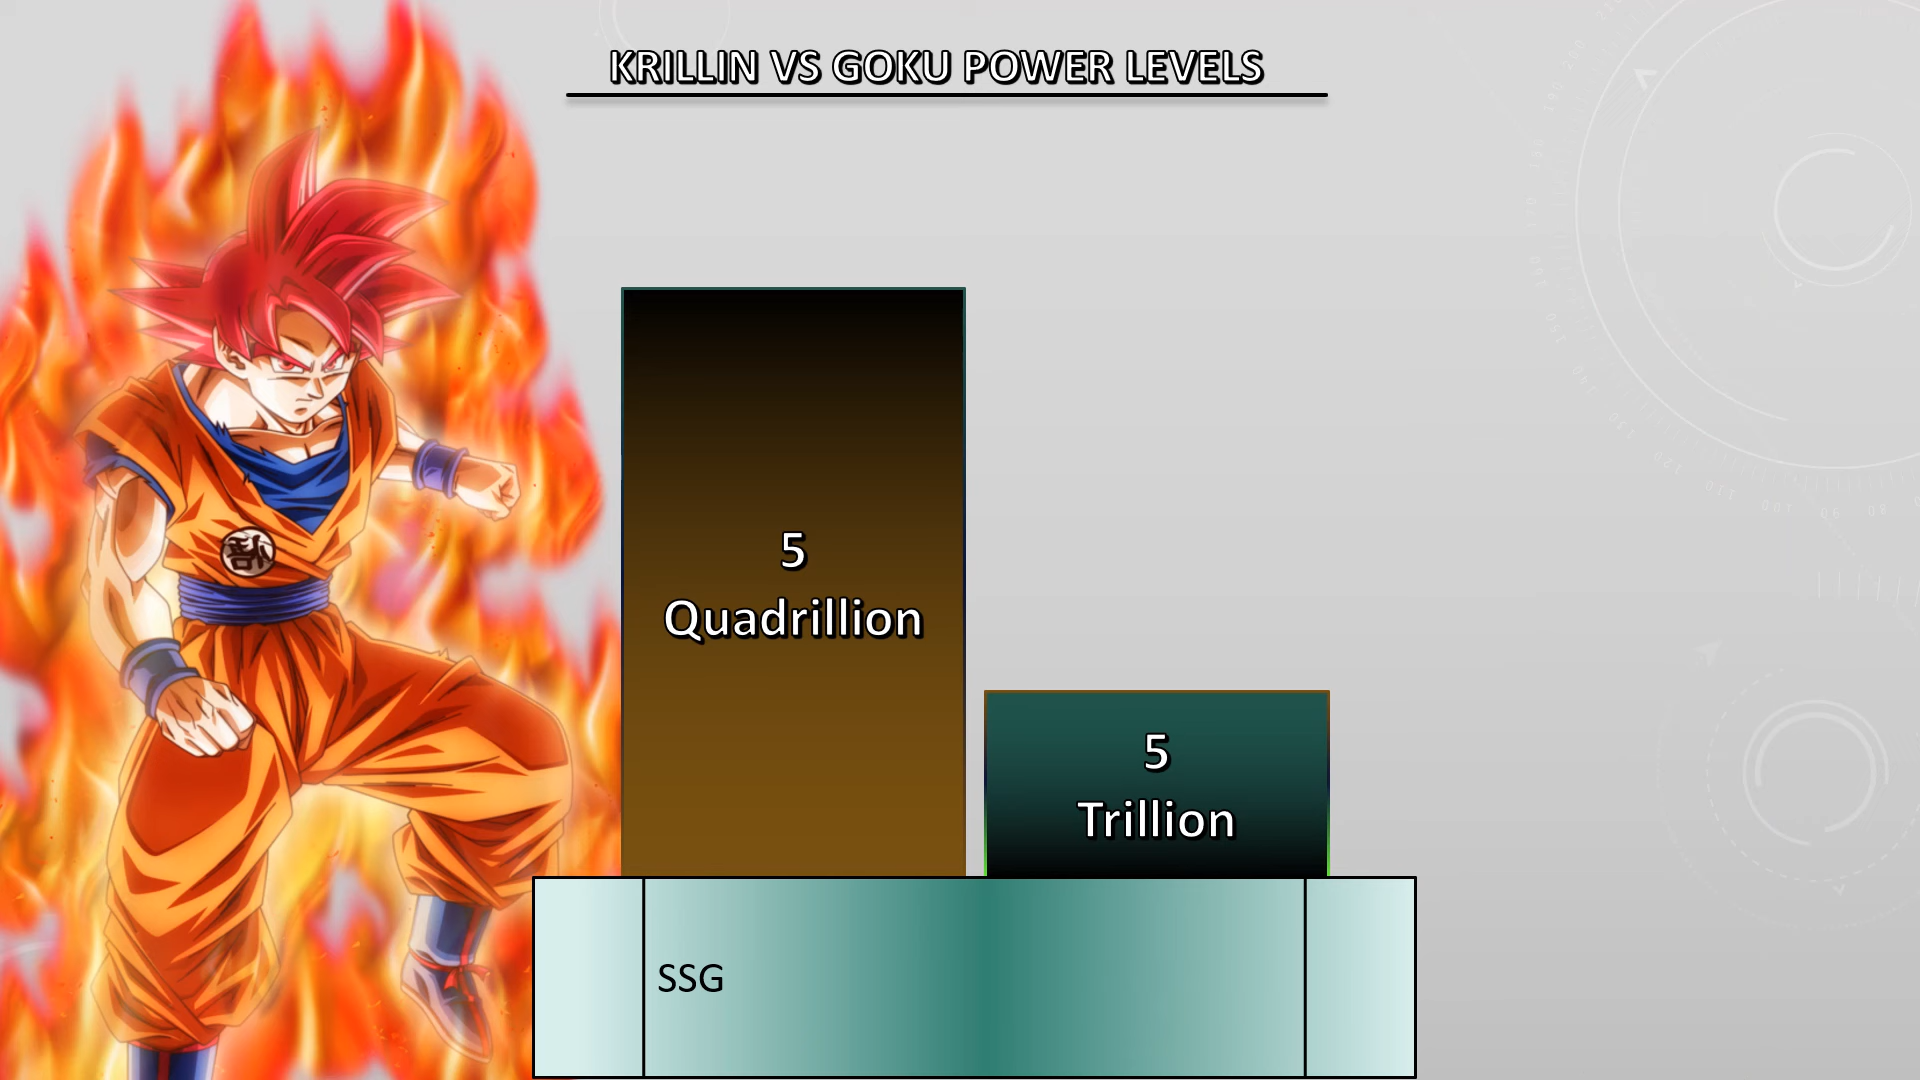 KRILLIN VS GOKU POWER LEVELS
5
Quadrillion
5
Trillion
SSG